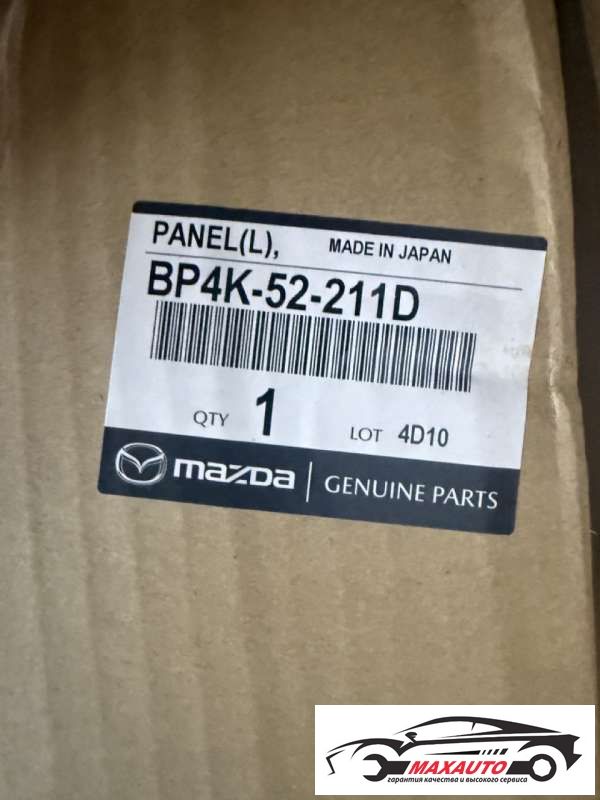 PANEL(L), MADE IN JAPAN
BP4K-52-211D
QTY 1 LOT 4D10
mazda GENUINE PARTS
MAXAUTO
гарантия качества и высокого сервиса